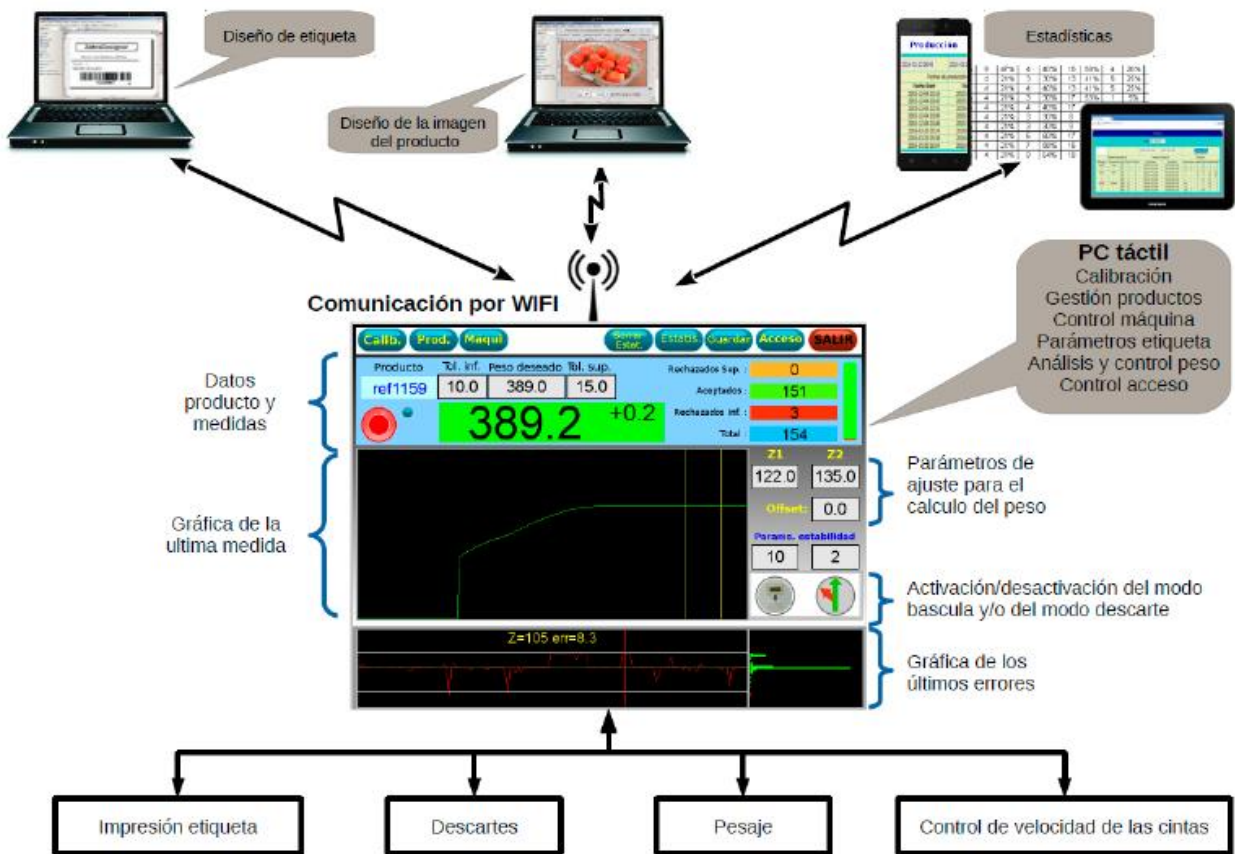 Diseño de etiqueta
Diseño de la imagen
del producto
Estadísticas
Produccion
PC táctil
Calibración
Gestión productos
Control máquina
Parámetros etiqueta
Análisis y control peso
Control acceso
Comunicación por WIFI
Calib. Prod. Maqui Borrar Estat. Estatis Guardar Acceso SALIR
Producto Tol. inf. Peso deseado Tol. sup.
ref1159 10.0 389.0 15.0
389.2 +0.2
Rechazados Sup. : 0
Aceptados : 151
Rechazados Inf. : 3
Total : 154
Datos
producto y
medidas
Z1 Z2
122.0 135.0
Offset: 0.0
Params. estabilidad
10 2
Parámetros de
ajuste para el
calculo del peso
Gráfica de la
ultima medida
Activación/desactivación del modo
bascula y/o del modo descarte
Z=105 err=8.3
Gráfica de los
últimos errores
Impresión etiqueta
Descartes
Pesaje
Control de velocidad de las cintas